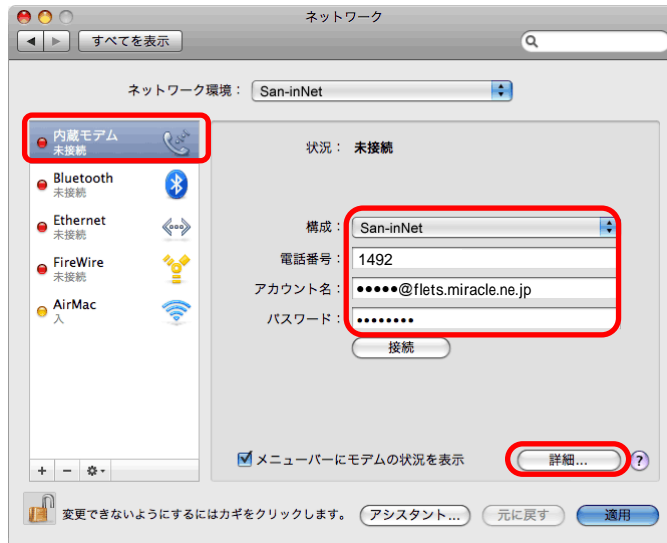 ネットワーク
すべてを表示
ネットワーク環境： San-inNet
内蔵モデム
未接続
Bluetooth
未接続
Ethernet
未接続
FireWire
未接続
AirMac
入
状況： 未接続
構成： San-inNet
電話番号： 1492
アカウント名： •••••@flets.miracle.ne.jp
パスワード： ••••••••
接続
メニューバーにモデムの状況を表示
詳細... ?
+ −
変更できないようにするにはカギをクリックします。
アシスタント... 元に戻す 適用